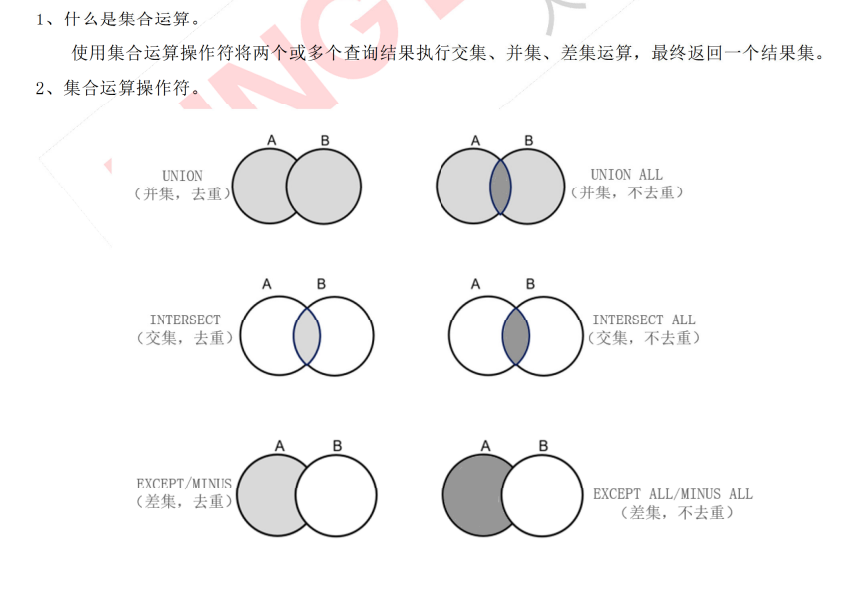 1、什么是集合运算。
使用集合运算操作符将两个或多个查询结果执行交集、并集、差集运算，最终返回一个结果集。
2、集合运算操作符。
A B
UNION
（并集，去重）
A B
UNION ALL
（并集，不去重）
A B
INTERSECT
（交集，去重）
A B
INTERSECT ALL
（交集，不去重）
A B
EXCEPT/MINUS
（差集，去重）
A B
EXCEPT ALL/MINUS ALL
（差集，不去重）